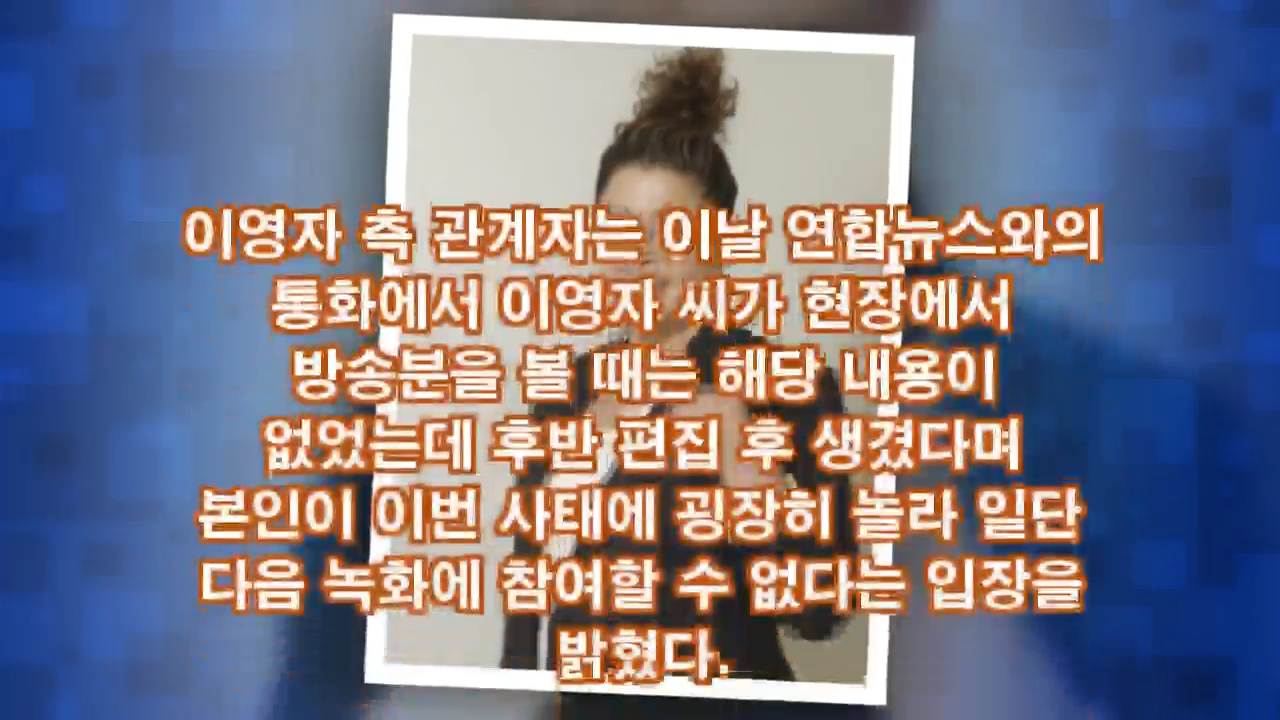 이영자 측 관계자는 이날 연합뉴스와의
통화에서 이영자 씨가 현장에서
방송분을 볼 때는 해당 내용이
없었는데 후반 편집 후 생겼다며
본인이 이번 사태에 굉장히 놀라 일단
다음 녹화에 참여할 수 없다는 입장을
밝혔다.